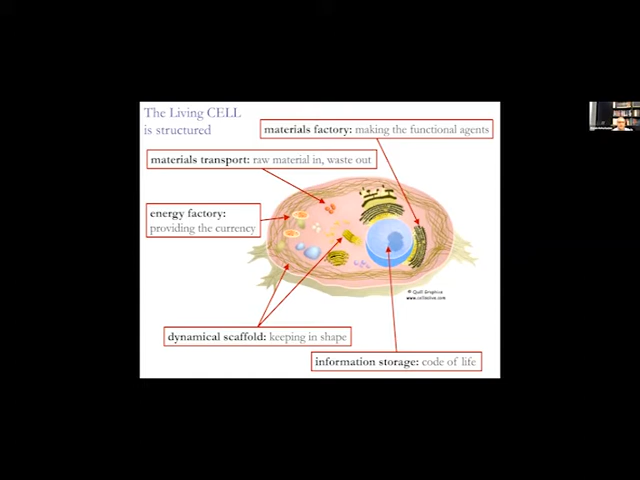 The Living CELL
is structured
materials factory: making the functional agents
materials transport: raw material in, waste out
energy factory:
providing the currency
dynamical scaffold: keeping in shape
information storage: code of life